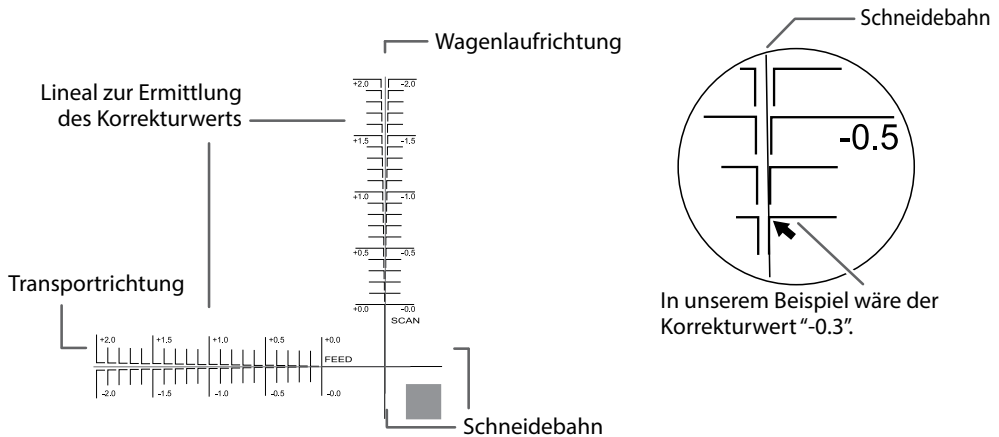 Schneidebahn
Wagenlaufrichtung
Lineal zur Ermittlung
des Korrekturwerts
+2.0 -2.0
+1.5 -1.5
+1.0 -1.0
+0.5 -0.5
+0.0 -0.0
SCAN
-0.5
In unserem Beispiel wäre der
Korrekturwert “-0.3”.
Transportrichtung
+2.0 +1.5 +1.0 +0.5 +0.0
FEED
-2.0 -1.5 -1.0 -0.5 -0.0
Schneidebahn